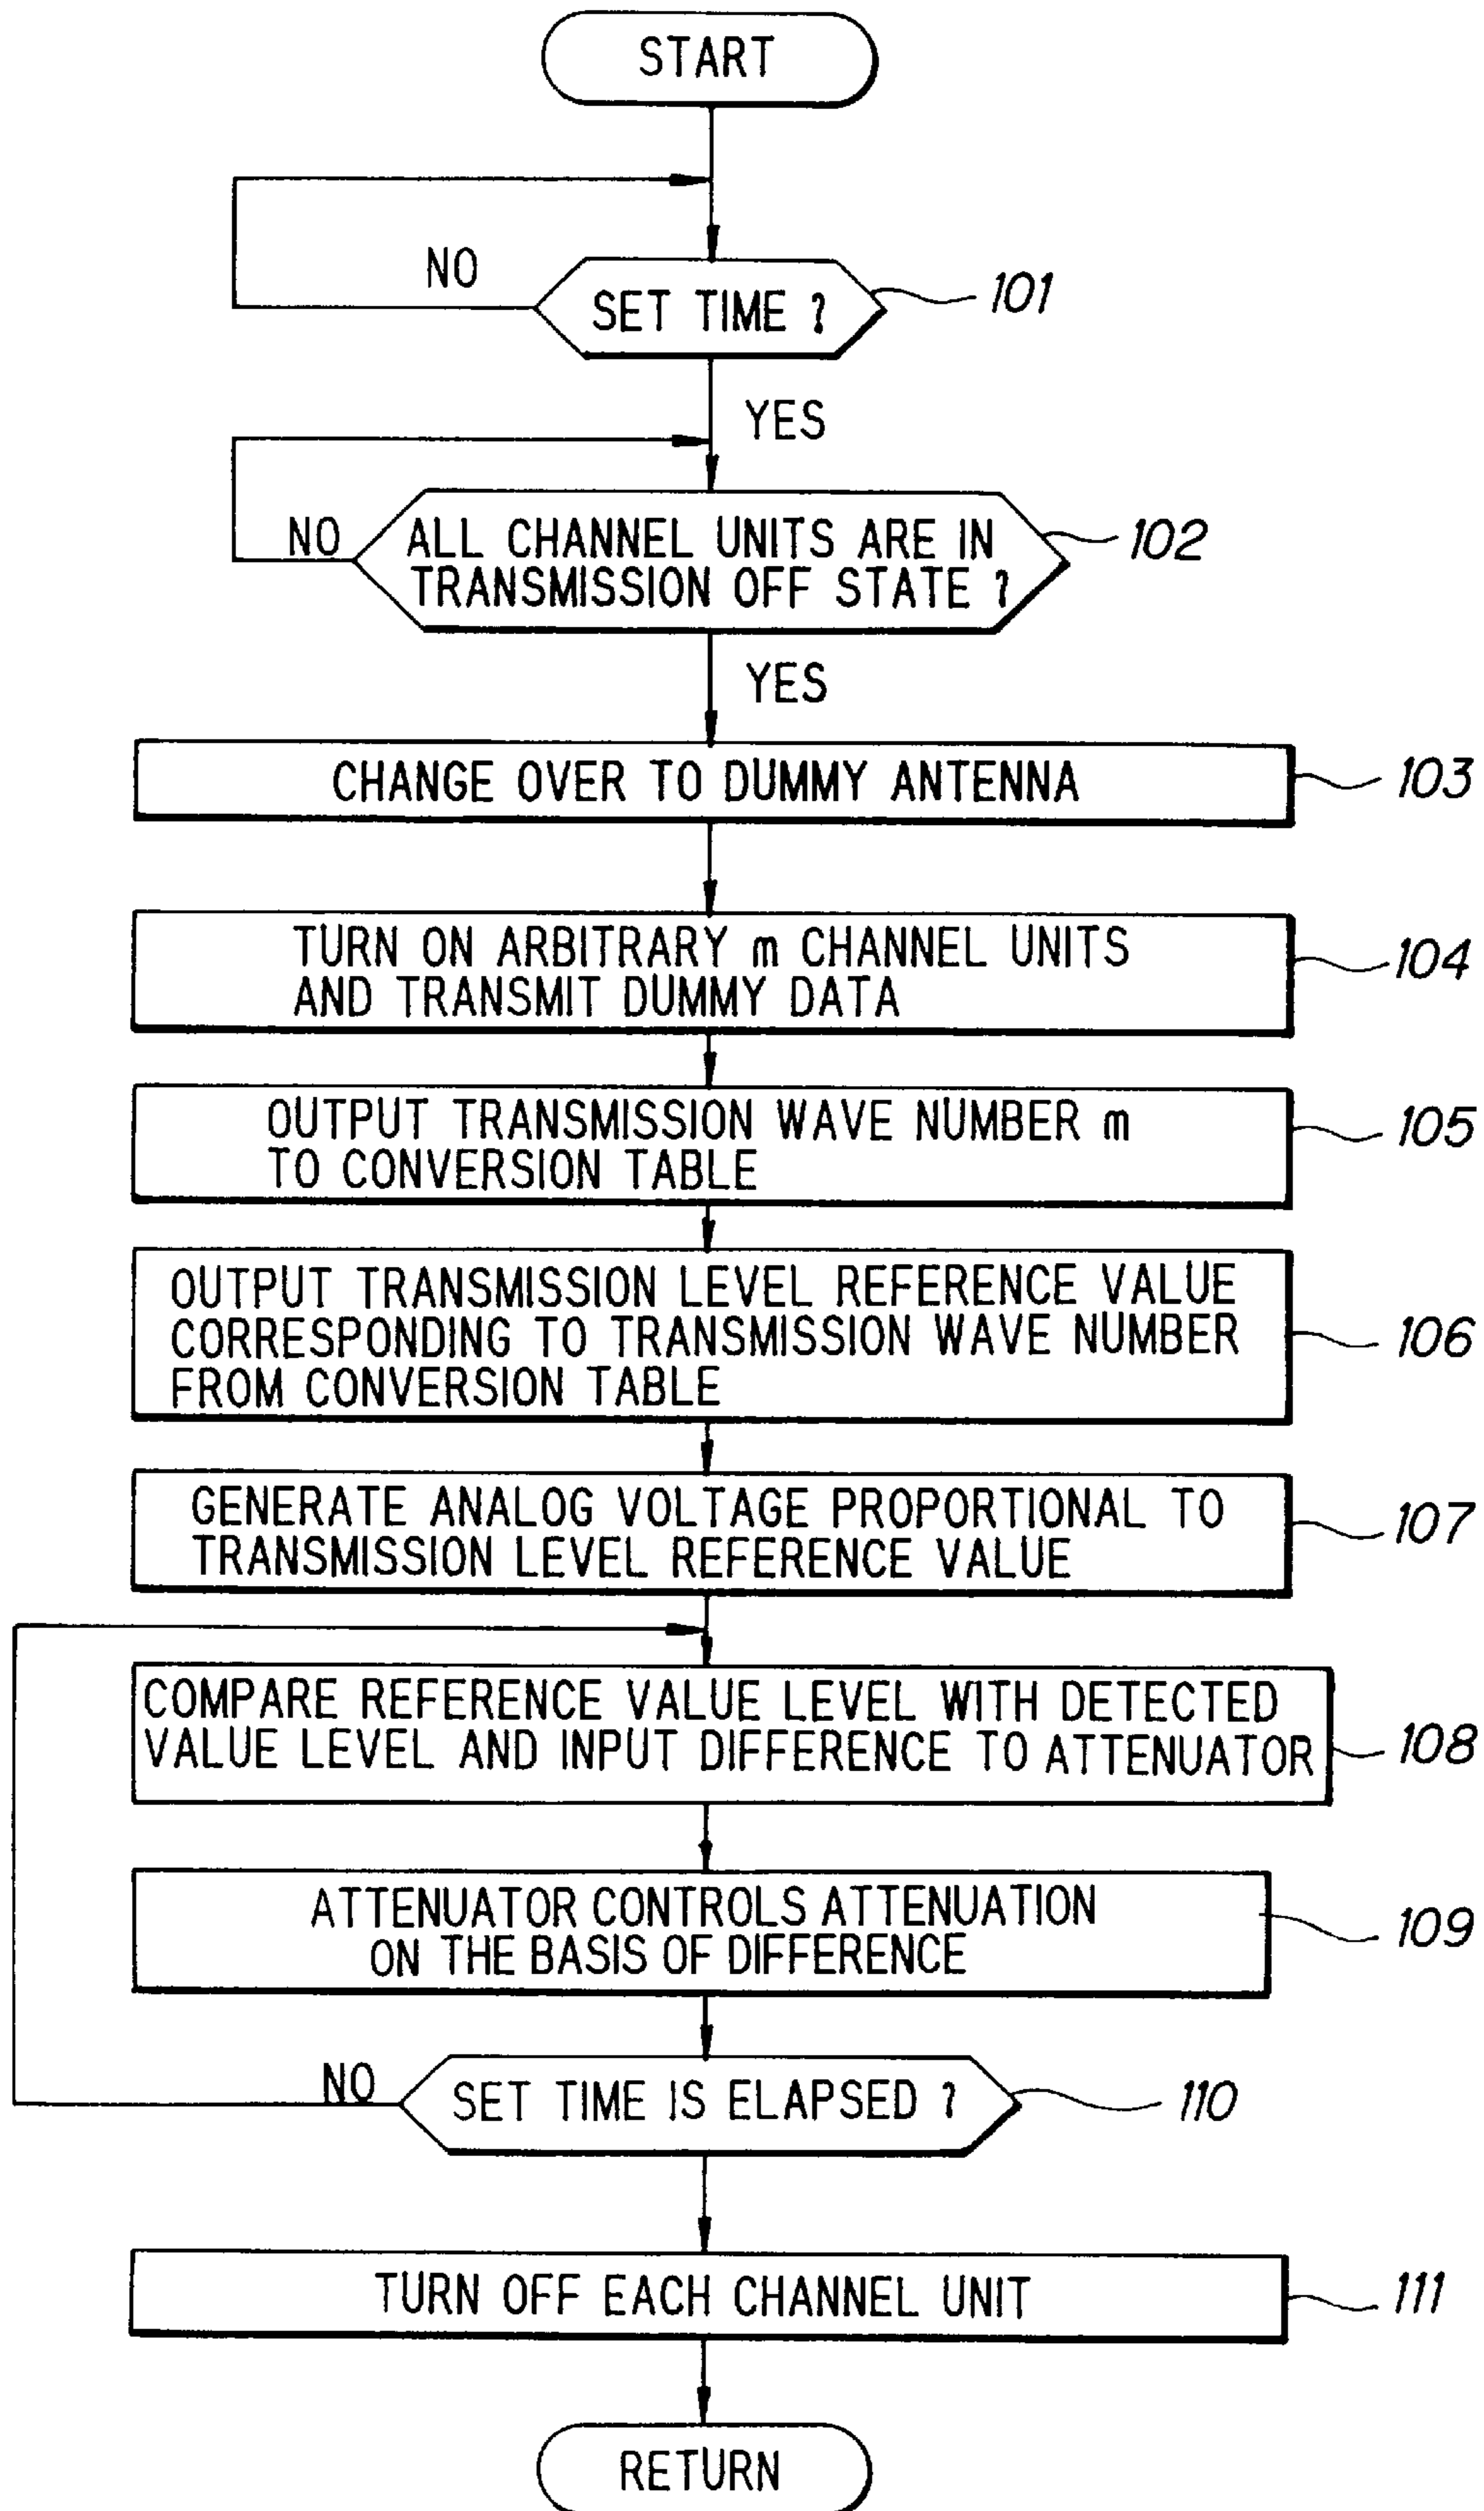 START
NO
SET TIME ?
101
YES
NO
ALL CHANNEL UNITS ARE IN
TRANSMISSION OFF STATE ?
102
YES
CHANGE OVER TO DUMMY ANTENNA
103
TURN ON ARBITRARY m CHANNEL UNITS
AND TRANSMIT DUMMY DATA
104
OUTPUT TRANSMISSION WAVE NUMBER m
TO CONVERSION TABLE
105
OUTPUT TRANSMISSION LEVEL REFERENCE VALUE
CORRESPONDING TO TRANSMISSION WAVE NUMBER
FROM CONVERSION TABLE
106
GENERATE ANALOG VOLTAGE PROPORTIONAL TO
TRANSMISSION LEVEL REFERENCE VALUE
107
COMPARE REFERENCE VALUE LEVEL WITH DETECTED
VALUE LEVEL AND INPUT DIFFERENCE TO ATTENUATOR
108
ATTENUATOR CONTROLS ATTENUATION
ON THE BASIS OF DIFFERENCE
109
NO
SET TIME IS ELAPSED ?
110
TURN OFF EACH CHANNEL UNIT
111
RETURN